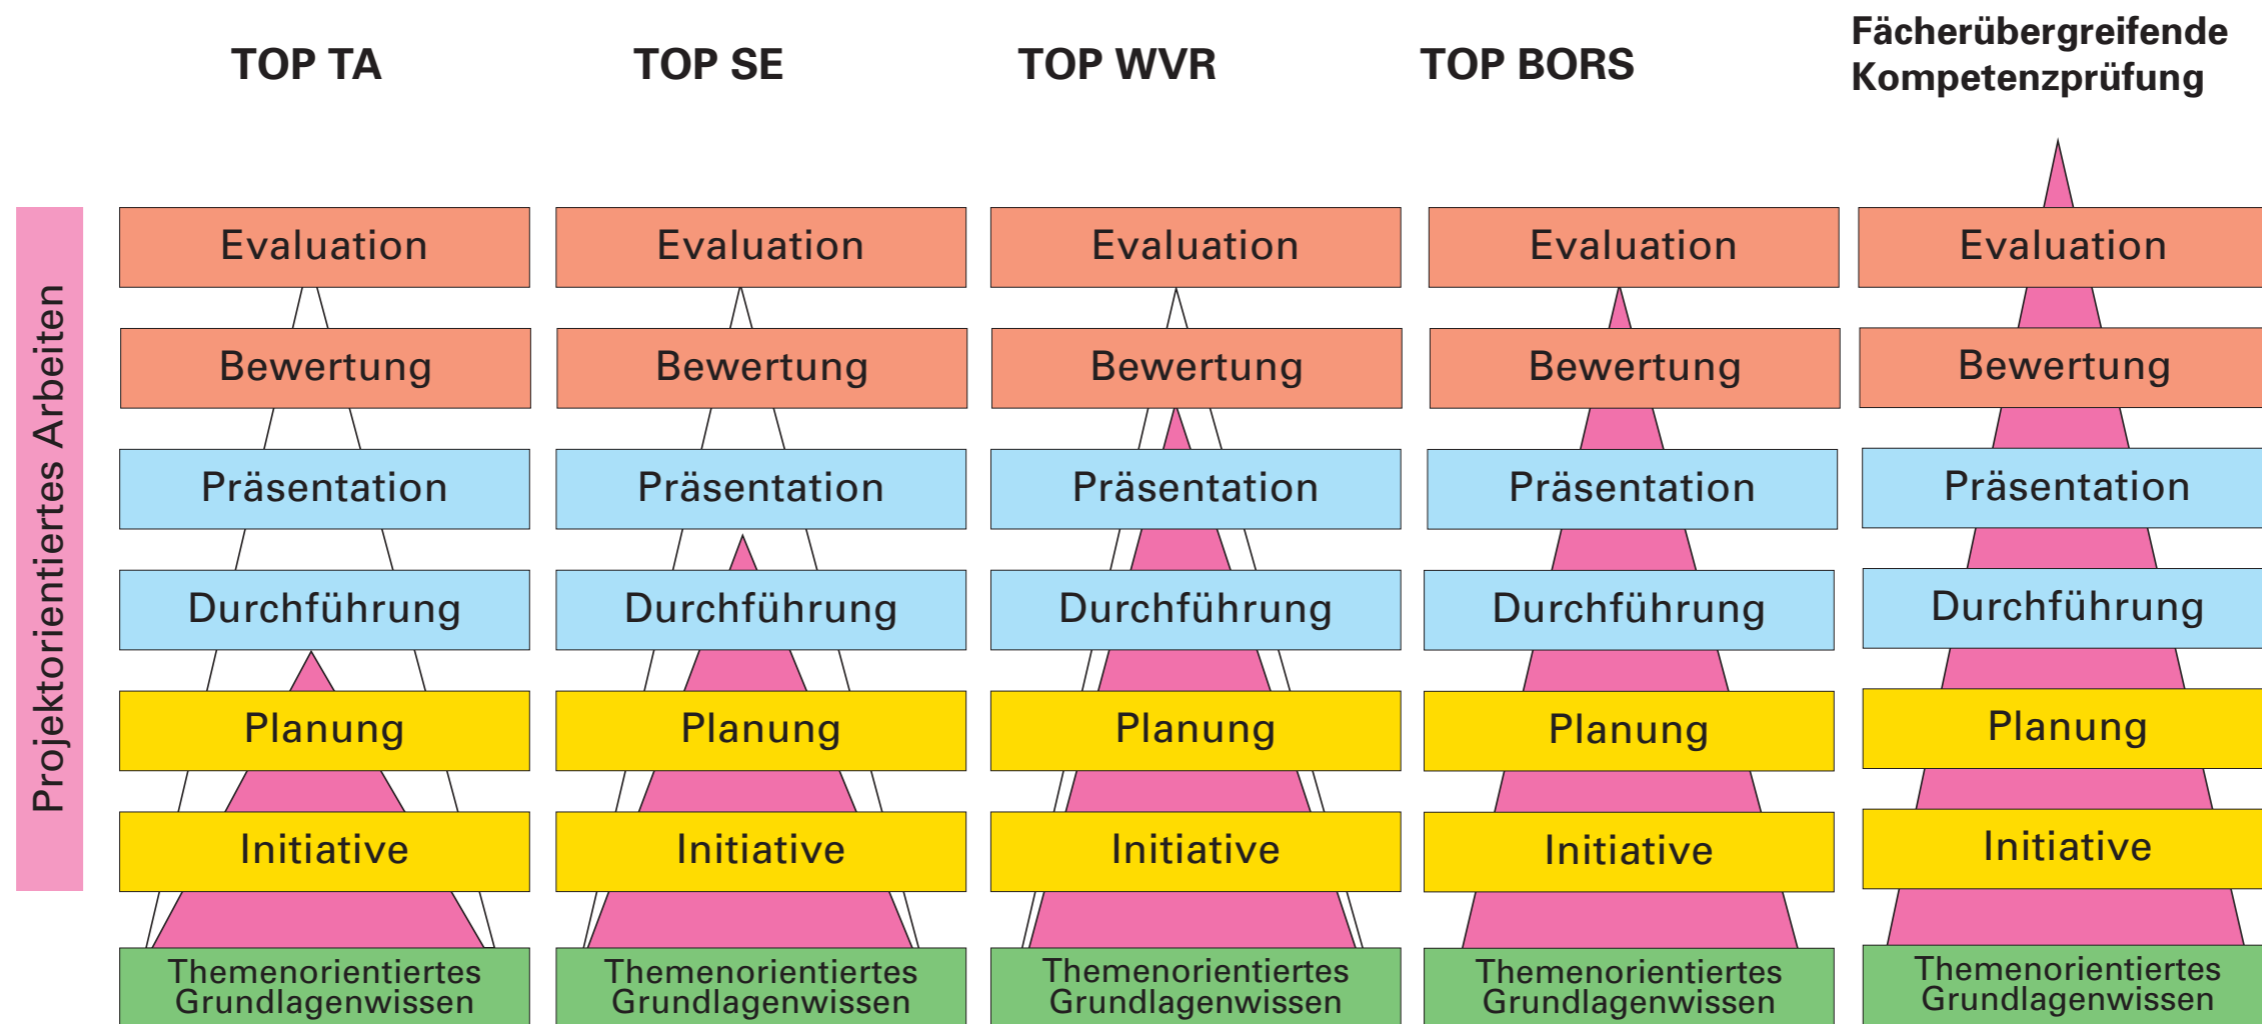 TOP TA
TOP SE
TOP WVR
TOP BORS
Fächerübergreifende
Kompetenzprüfung
Projektorientiertes Arbeiten
Evaluation
Bewertung
Präsentation
Durchführung
Planung
Initiative
Themenorientiertes
Grundlagenwissen
Evaluation
Bewertung
Präsentation
Durchführung
Planung
Initiative
Themenorientiertes
Grundlagenwissen
Evaluation
Bewertung
Präsentation
Durchführung
Planung
Initiative
Themenorientiertes
Grundlagenwissen
Evaluation
Bewertung
Präsentation
Durchführung
Planung
Initiative
Themenorientiertes
Grundlagenwissen
Evaluation
Bewertung
Präsentation
Durchführung
Planung
Initiative
Themenorientiertes
Grundlagenwissen